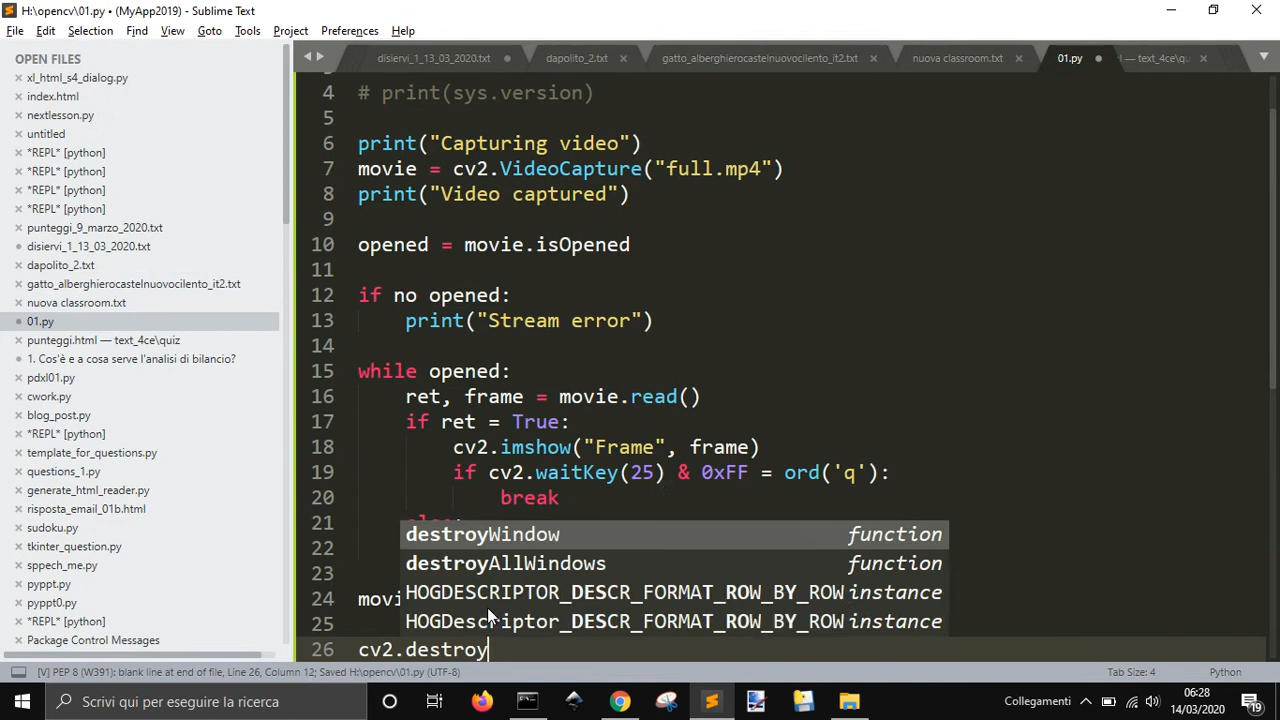 H:\opencv\01.py • (MyApp2019) - Sublime Text
File Edit Selection Find View Goto Tools Project Preferences Help
OPEN FILES
xl_html_s4_dialog.py
index.html
nextlesson.py
untitled
*REPL* [python]
*REPL* [python]
*REPL* [python]
*REPL* [python]
punteggi_9_marzo_2020.txt
disiervi_1_13_03_2020.txt
dapolito_2.txt
gatto_alberghierocastelnuovocilento_it2.txt
nuova classroom.txt
01.py
punteggi.html — text_4ce\quiz
1. Cos'è e a cosa serve l'analisi di bilancio?
pdxl01.py
cwork.py
blog_post.py
*REPL* [python]
template_for_questions.py
questions_1.py
generate_html_reader.py
risposta_email_01b.html
sudoku.py
tkinter_question.py
sppech_me.py
pyppt.py
pyppt0.py
*REPL* [python]
Package Control Messages
disiervi_1_13_03_2020.txt dapolito_2.txt gatto_alberghierocastelnuovocilento_it2.txt nuova classroom.txt 01.py l — text_4ce\qu
4 # print(sys.version)
5
6 print("Capturing video")
7 movie = cv2.VideoCapture("full.mp4")
8 print("Video captured")
9
10 opened = movie.isOpened
11
12 if no opened:
13 print("Stream error")
14
15 while opened:
16 ret, frame = movie.read()
17 if ret = True:
18 cv2.imshow("Frame", frame)
19 if cv2.waitKey(25) & 0xFF = ord('q'):
20 break
21 else:
22
23
24 movi
25
26 cv2.destroy
destroyWindow function
destroyAllWindows function
HOGDESCRIPTOR_DESCR_FORMAT_ROW_BY_ROW instance
HOGDescriptor_DESCR_FORMAT_ROW_BY_ROW instance
[V] PEP 8 (W391): blank line at end of file, Line 26, Column 12; Saved H:\opencv\01.py (UTF-8) Tab Size: 4 Python
Scrivi qui per eseguire la ricerca
Collegamenti
06:28
14/03/2020
19